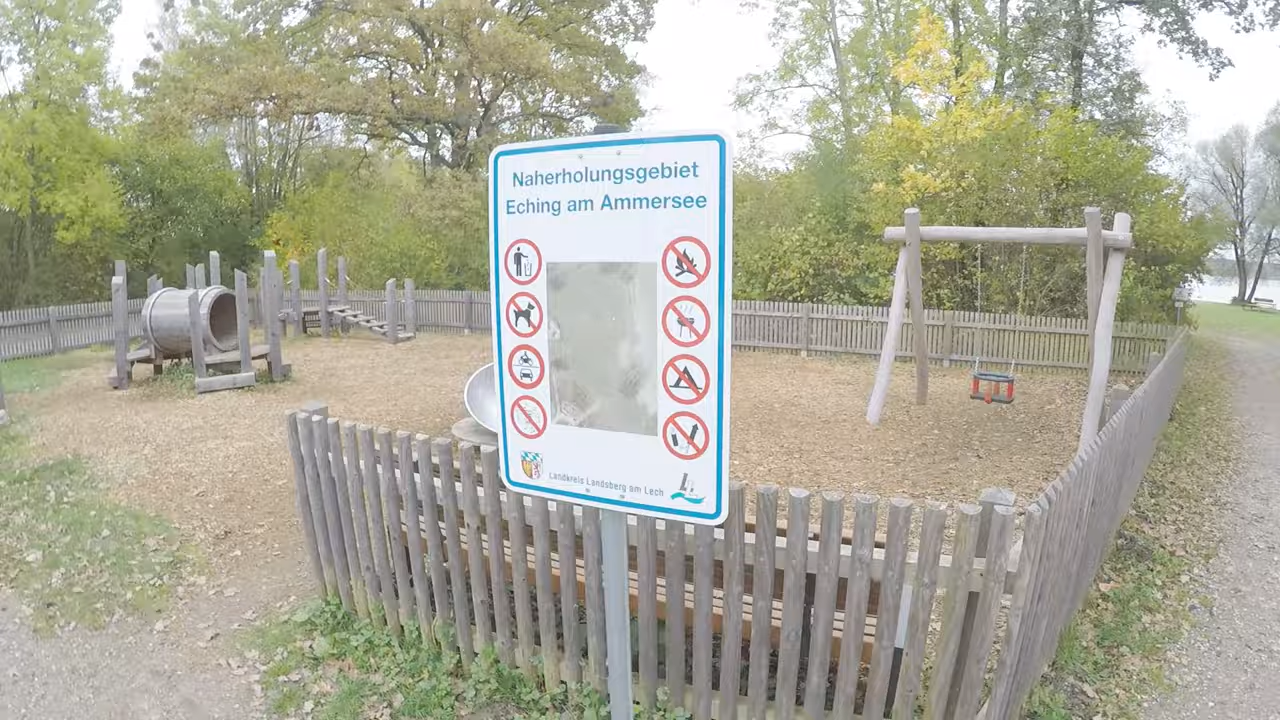 Naherholungsgebiet
Eching am Ammersee
Landkreis Landsberg am Lech